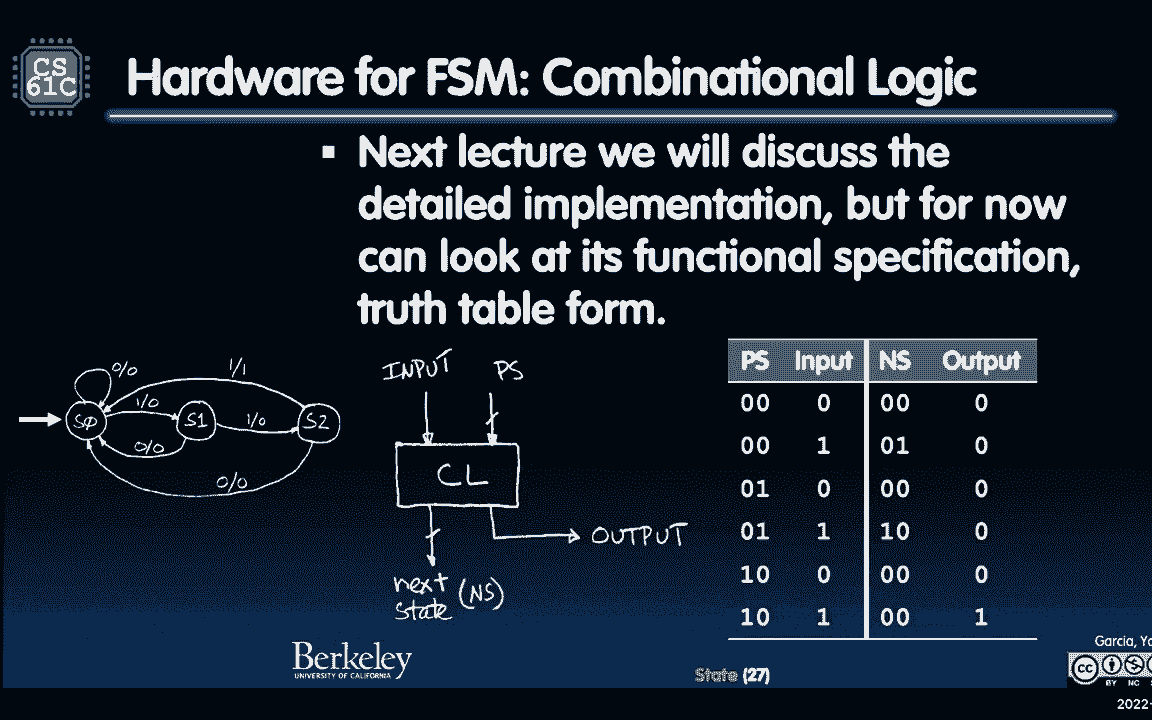 CS
61C
Hardware for FSM: Combinational Logic
▪ Next lecture we will discuss the
detailed implementation, but for now
can look at its functional specification,
truth table form.
0/0
1/1
1/0
SØ
S1
1/0
S2
0/0
0/0
INPUT PS
CL
OUTPUT
next
state (NS)
PS Input NS Output
00 0 00 0
00 1 01 0
01 0 00 0
01 1 10 0
10 0 00 0
10 1 00 1
Berkeley
UNIVERSITY OF CALIFORNIA
State (27)
Garcia,
cc
BY NC
2022-